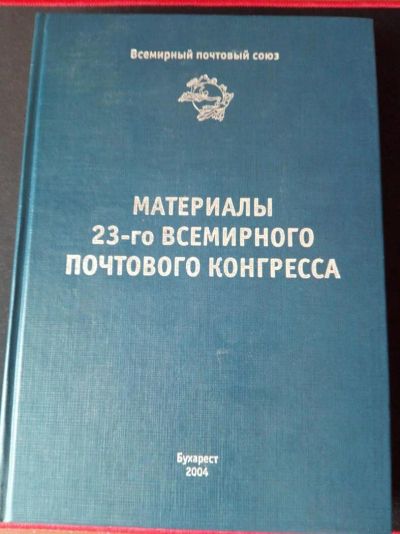 Всемирный почтовый союз
МАТЕРИАЛЫ
23-го ВСЕМИРНОГО
ПОЧТОВОГО КОНГРЕССА
Бухарест
2004